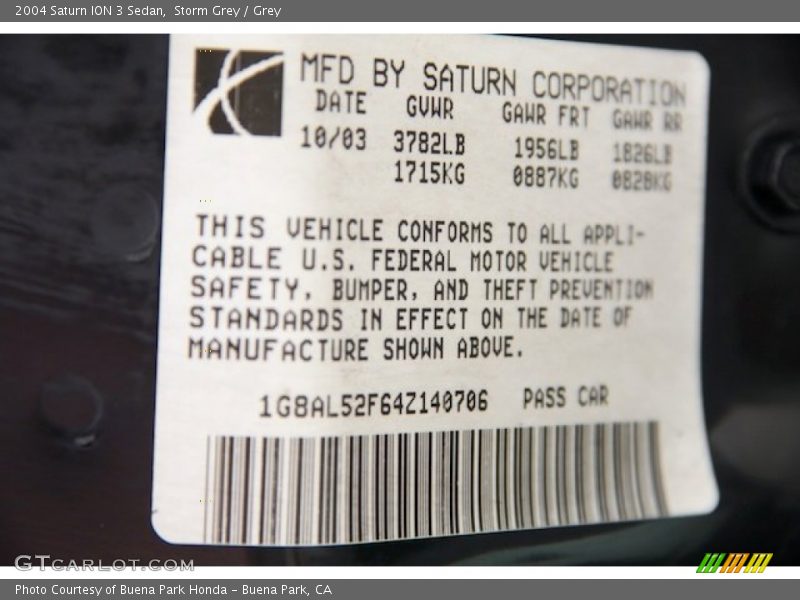 2004 Saturn ION 3 Sedan,  Storm Grey / Grey
MFD BY SATURN CORPORATION
DATE GVWR GAWR FRT GAWR RR
10/03 3782LB 1956LB 1826LB
1715KG 0887KG 0828KG
THIS VEHICLE CONFORMS TO ALL APPLI-
CABLE U.S. FEDERAL MOTOR VEHICLE
SAFETY, BUMPER, AND THEFT PREVENTION
STANDARDS IN EFFECT ON THE DATE OF
MANUFACTURE SHOWN ABOVE.
1G8AL52F64Z140706 PASS CAR
GTCARLOT.COM
Photo Courtesy of Buena Park Honda - Buena Park, CA